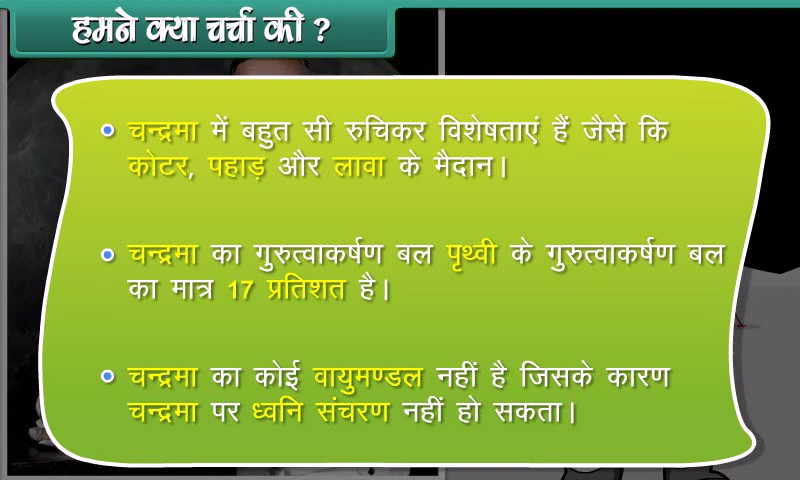 हमने क्या चर्चा की ?
चन्द्रमा में बहुत सी रुचिकर विशेषताएं हैं जैसे कि
कोटर, पहाड़ और लावा के मैदान।
चन्द्रमा का गुरुत्वाकर्षण बल पृथ्वी के गुरुत्वाकर्षण बल
का मात्र 17 प्रतिशत है।
चन्द्रमा का कोई वायुमण्डल नहीं है जिसके कारण
चन्द्रमा पर ध्वनि संचरण नहीं हो सकता।